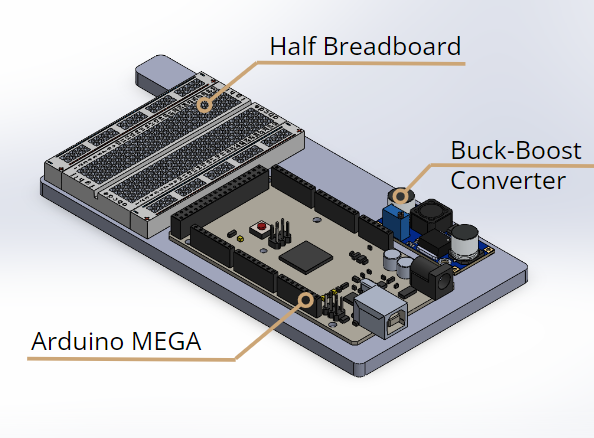 Half Breadboard
Buck-Boost
Converter
Arduino MEGA